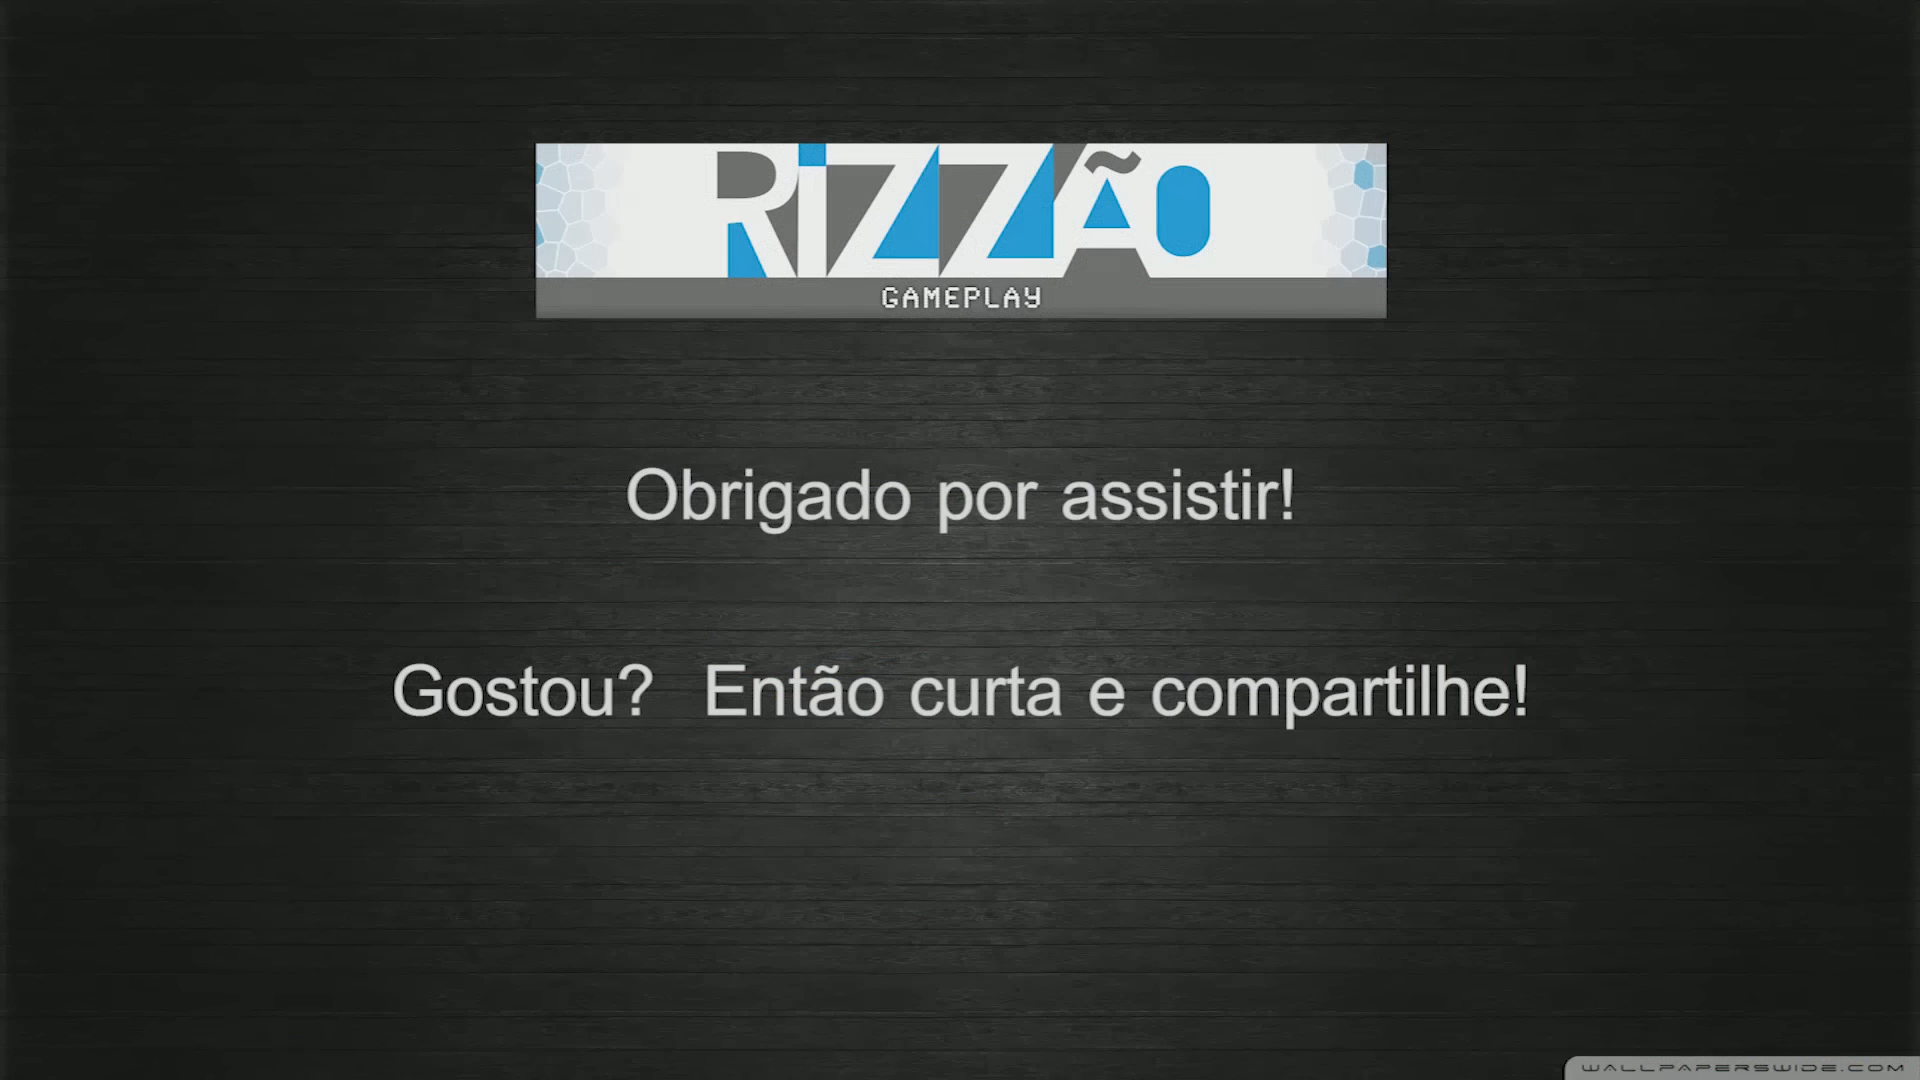 RiZZÃO
GAMEPLAY
Obrigado por assistir!
Gostou? Então curta e compartilhe!
WALLPAPERSWIDE.COM